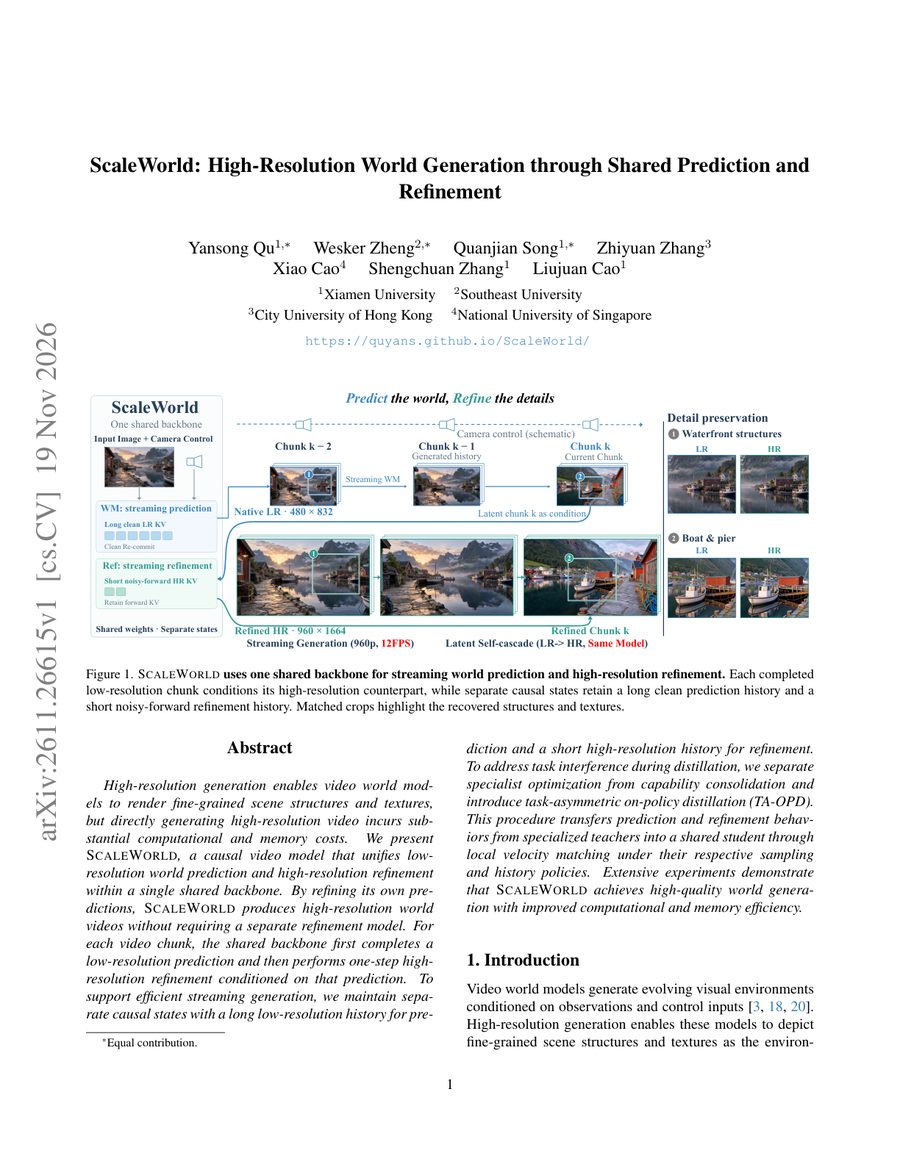 arXiv:2611.26615v1 [cs.CV] 19 Nov 2026
ScaleWorld: High-Resolution World Generation through Shared Prediction and
Refinement
Yansong Qu1,∗ Wesker Zheng2,∗ Quanjian Song1,∗ Zhiyuan Zhang3
Xiao Cao4 Shengchuan Zhang1 Liujuan Cao1
1Xiamen University 2Southeast University
3City University of Hong Kong 4National University of Singapore
https://quyans.github.io/ScaleWorld/
Predict the world, Refine the details
ScaleWorld
One shared backbone
Input Image + Camera Control
WM: streaming prediction
Long clean LR KV
Clean Re-commit
Ref: streaming refinement
Short noisy-forward HR KV
Retain forward KV
Shared weights · Separate states
Camera control (schematic)
Chunk k − 2
Chunk k − 1
Generated history
Chunk k
Current Chunk
1
Streaming WM
2
Native LR · 480 × 832
Latent chunk k as condition
1
2
Refined HR · 960 × 1664
Refined Chunk k
Streaming Generation (960p, 12FPS)
Latent Self-cascade (LR-> HR, Same Model)
Detail preservation
1 Waterfront structures
LR HR
2 Boat & pier
LR HR
Figure 1. SCALEWORLD uses one shared backbone for streaming world prediction and high-resolution refinement. Each completed
low-resolution chunk conditions its high-resolution counterpart, while separate causal states retain a long clean prediction history and a
short noisy-forward refinement history. Matched crops highlight the recovered structures and textures.
Abstract
High-resolution generation enables video world mod-
els to render fine-grained scene structures and textures,
but directly generating high-resolution video incurs sub-
stantial computational and memory costs. We present
SCALEWORLD, a causal video model that unifies low-
resolution world prediction and high-resolution refinement
within a single shared backbone. By refining its own pre-
dictions, SCALEWORLD produces high-resolution world
videos without requiring a separate refinement model. For
each video chunk, the shared backbone first completes a
low-resolution prediction and then performs one-step high-
resolution refinement conditioned on that prediction. To
support efficient streaming generation, we maintain sepa-
rate causal states with a long low-resolution history for pre-
∗Equal contribution.
diction and a short high-resolution history for refinement.
To address task interference during distillation, we separate
specialist optimization from capability consolidation and
introduce task-asymmetric on-policy distillation (TA-OPD).
This procedure transfers prediction and refinement behav-
iors from specialized teachers into a shared student through
local velocity matching under their respective sampling
and history policies. Extensive experiments demonstrate
that SCALEWORLD achieves high-quality world genera-
tion with improved computational and memory efficiency.
1. Introduction
Video world models generate evolving visual environments
conditioned on observations and control inputs [3, 18, 20].
High-resolution generation enables these models to depict
fine-grained scene structures and textures as the environ-
1